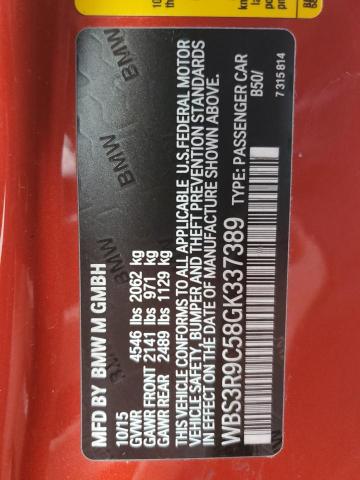 MFD BY BMW M GMBH
10/15
GVWR 4546 lbs 2062 kg
GAWR FRONT 2141 lbs 971 kg
GAWR REAR 2489 lbs 1129 kg
THIS VEHICLE CONFORMS TO ALL APPLICABLE U.S.FEDERAL MOTOR
VEHICLE-SAFETY, BUMPER AND THEFT PREVENTION STANDARDS
IN EFFECT ON THE DATE OF MANUFACTURE SHOWN ABOVE.
WBS3R9C58GK337389 TYPE: PASSENGER CAR
B50/
7 315 814
BMW
BMW
BMW